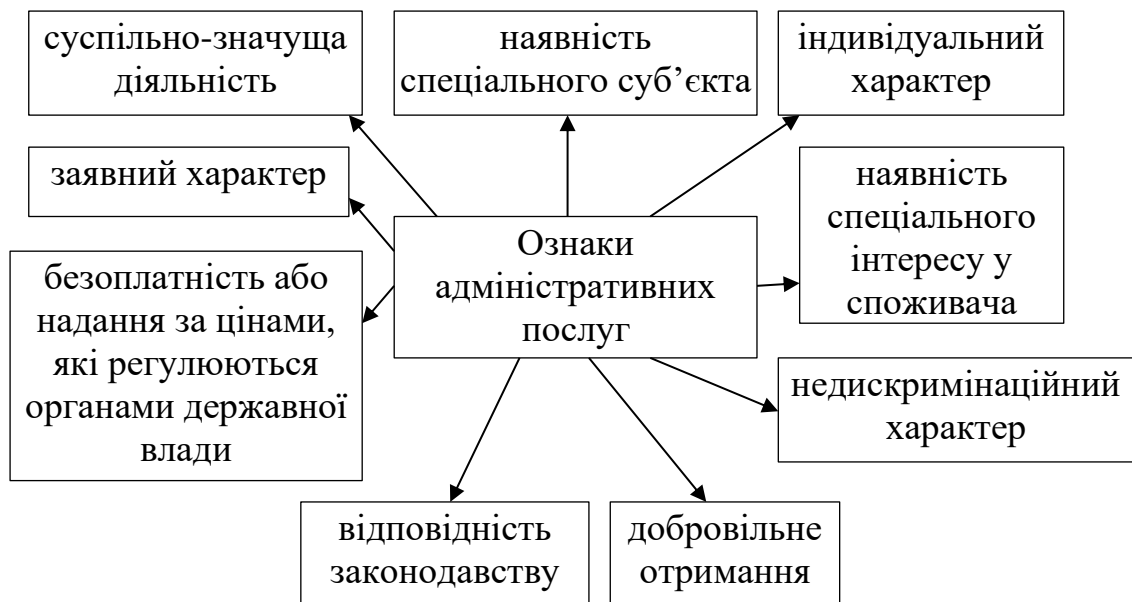 суспільно-значуща
діяльність
наявність
спеціального суб’єкта
індивідуальний
характер
заявний характер
наявність
спеціального
інтересу у
споживача
Ознаки
адміністративних
послуг
безоплатність або
надання за цінами,
які регулюються
органами державної
влади
недискримінаційний
характер
відповідність
законодавству
добровільне
отримання